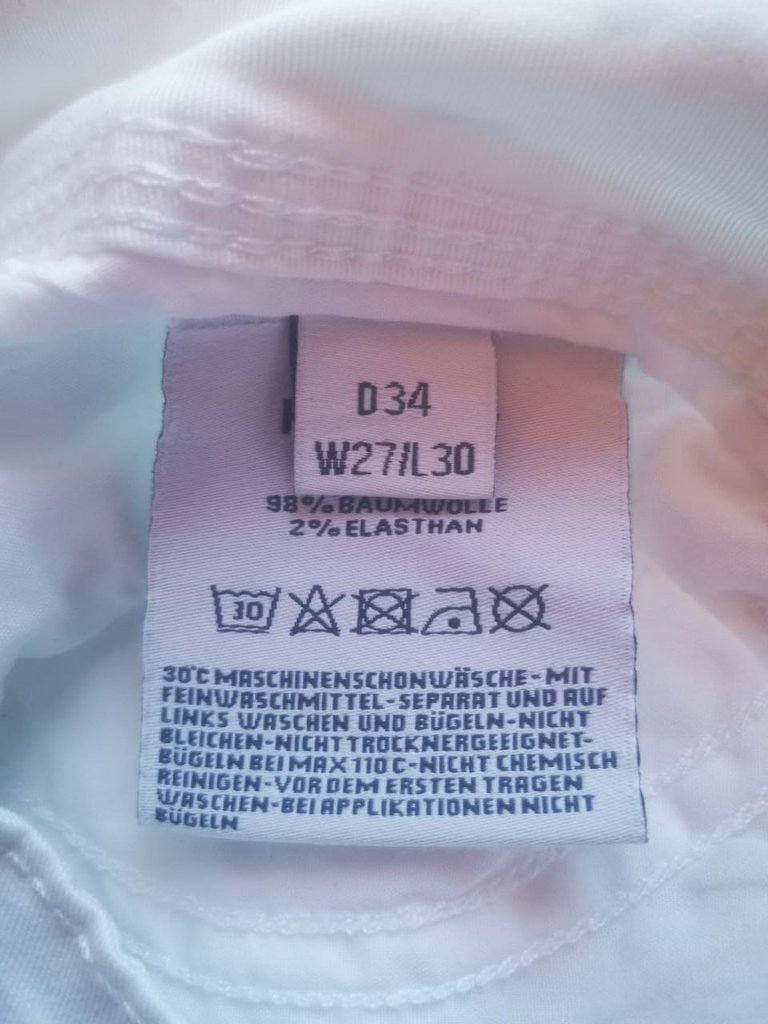 D34
W27/L30
98% BAUMWOLLE
2% ELASTHAN
30
30°C MASCHINENSCHONWÄSCHE-MIT
FEINWASCHMITTEL-SEPARAT UND AUF
LINKS WASCHEN UND BÜGELN-NICHT
BLEICHEN-NICHT TROCKNERGEEIGNET-
BÜGELN BEI MAX 110 C-NICHT CHEMISCH
REINIGEN-VOR DEM ERSTEN TRAGEN
WASCHEN-BEI APPLIKATIONEN NICHT
BÜGELN